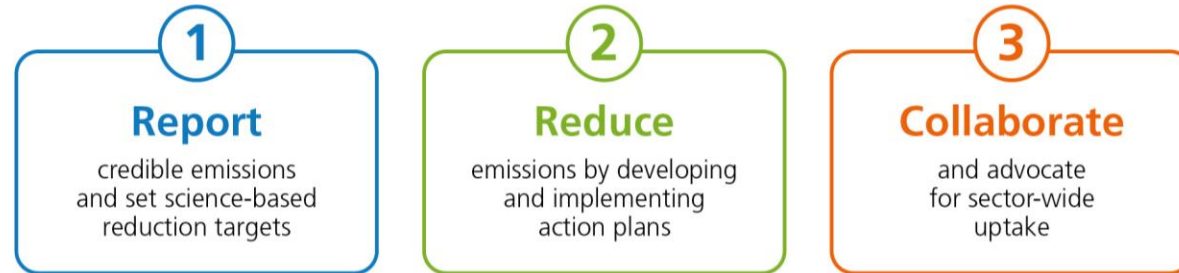 1
Report
credible emissions
and set science-based
reduction targets
2
Reduce
emissions by developing
and implementing
action plans
3
Collaborate
and advocate
for sector-wide
uptake